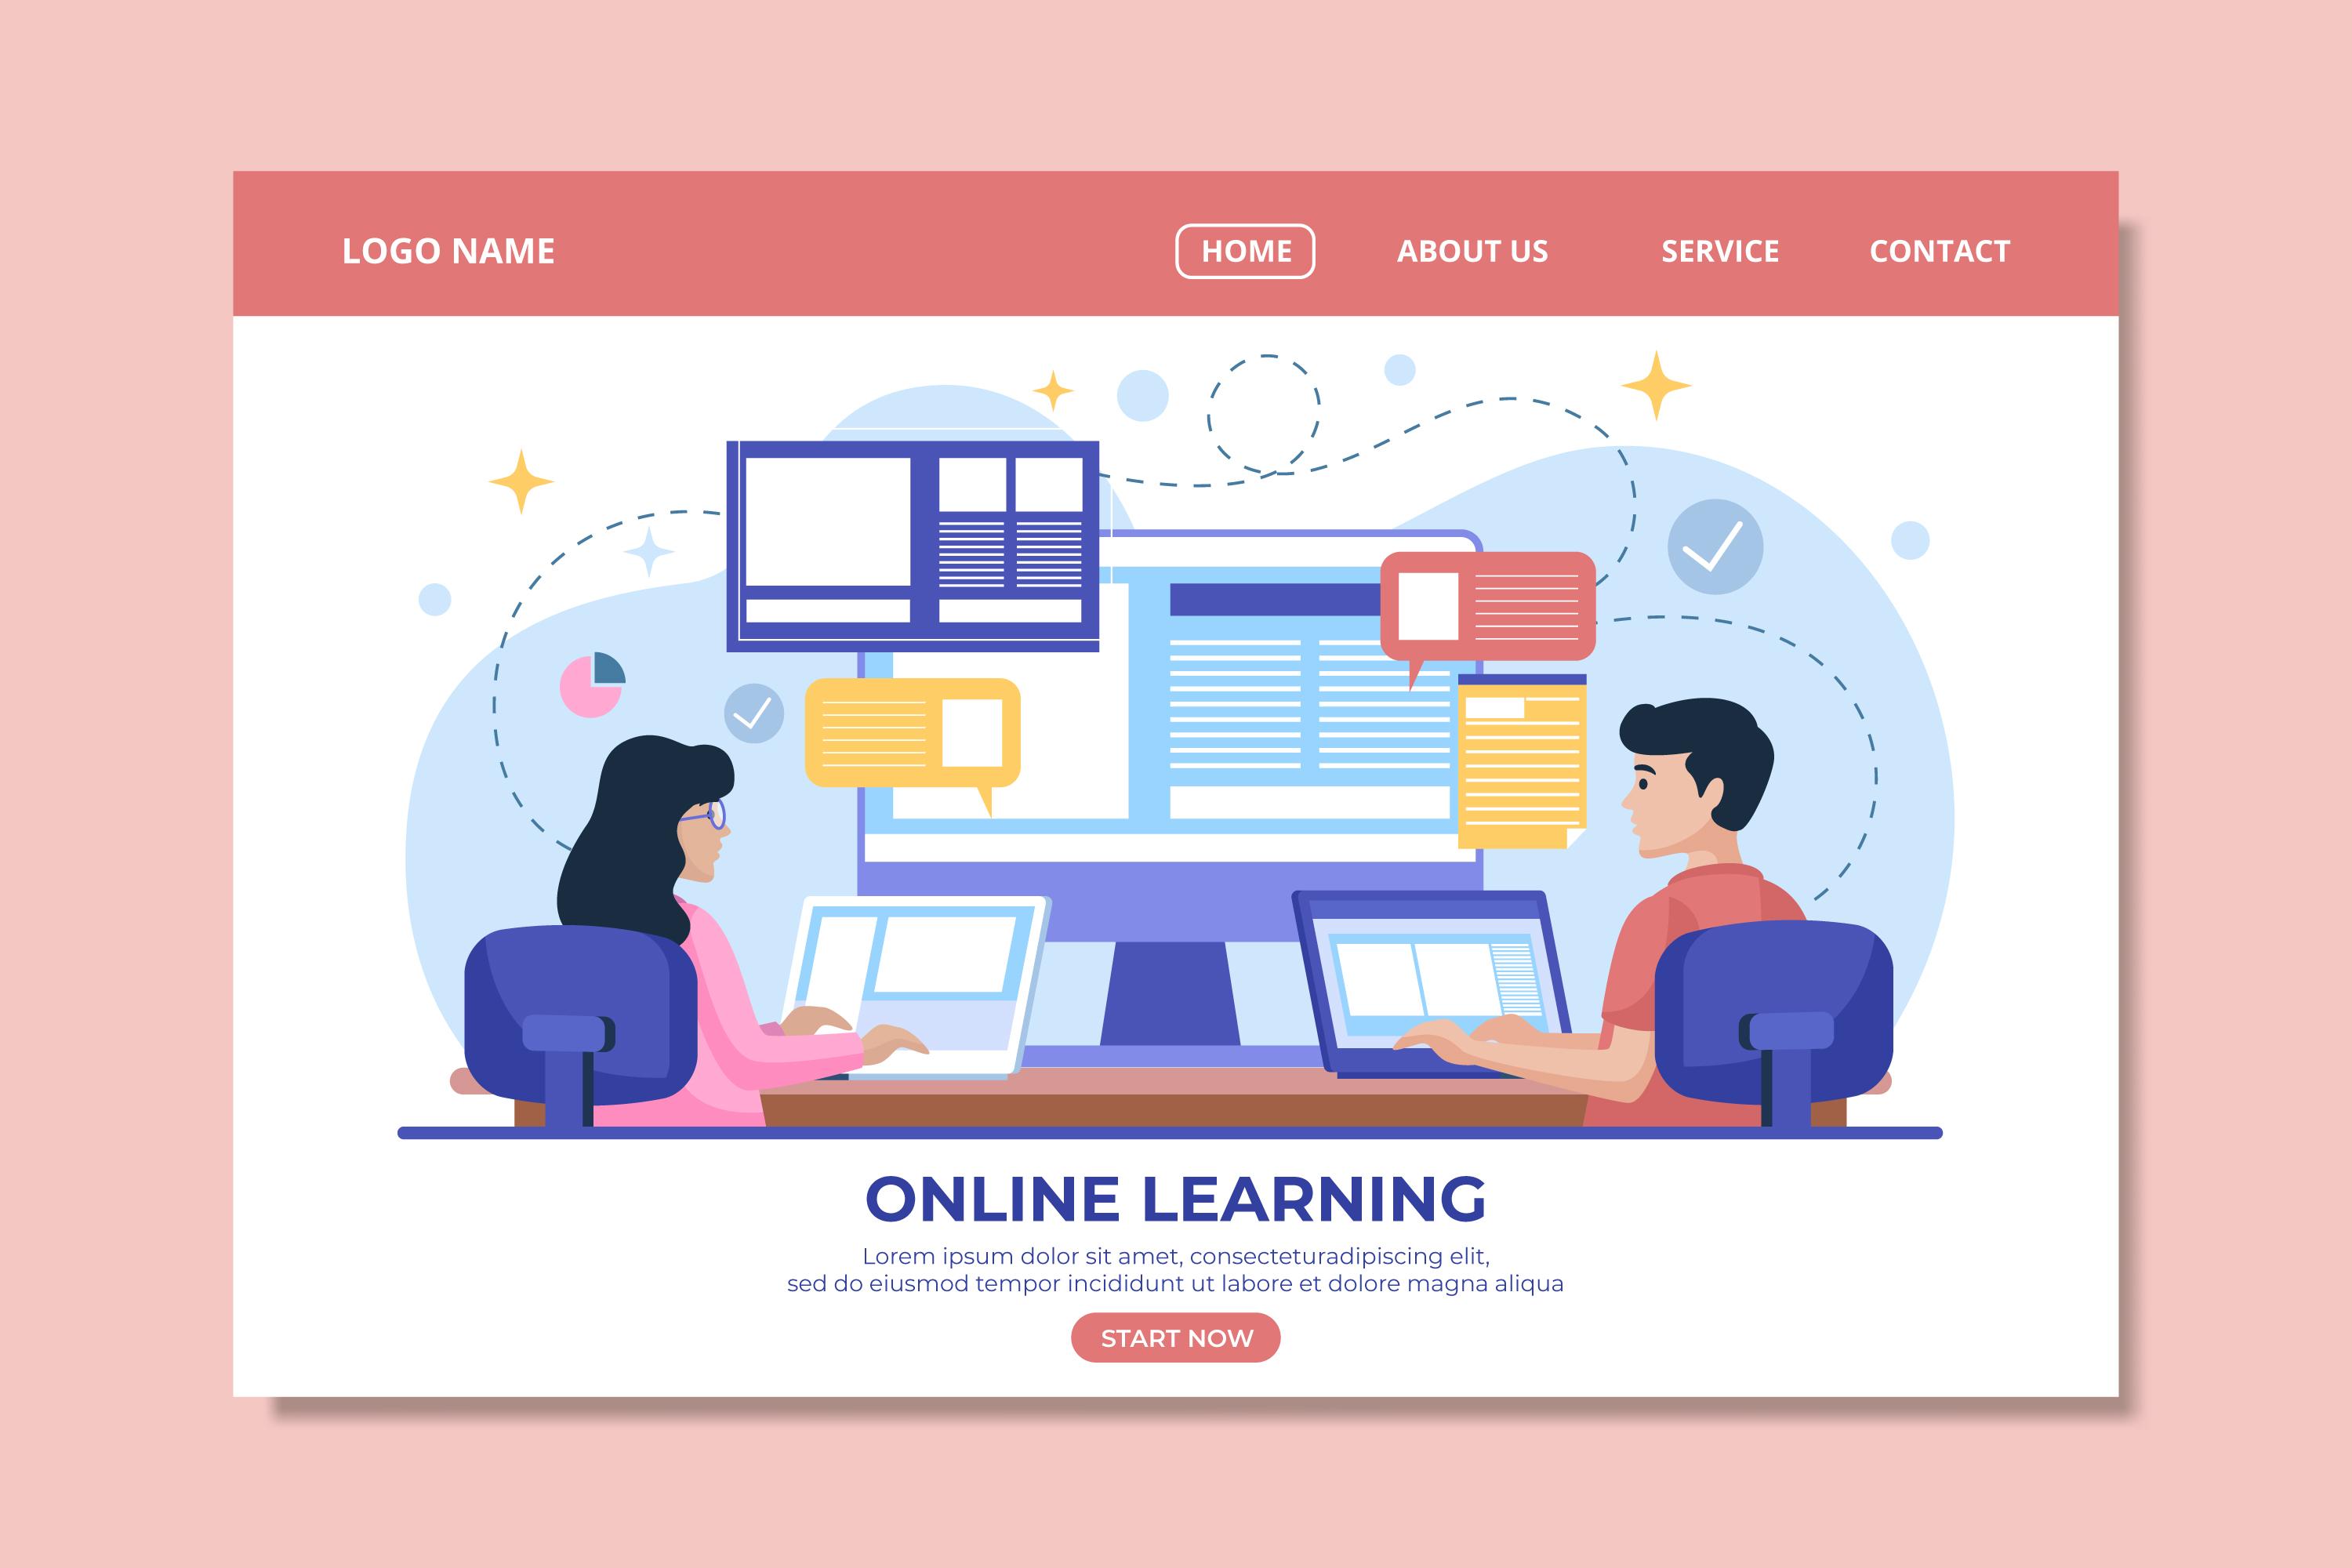 LOGO NAME
HOME ABOUT US SERVICE CONTACT
ONLINE LEARNING
Lorem ipsum dolor sit amet, consecteturadipiscing elit,
sed do eiusmod tempor incididunt ut labore et dolore magna aliqua
START NOW